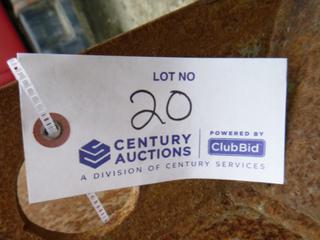 LOT NO
20
CENTURY AUCTIONS
POWERED BY
ClubBid
A DIVISION OF CENTURY SERVICES